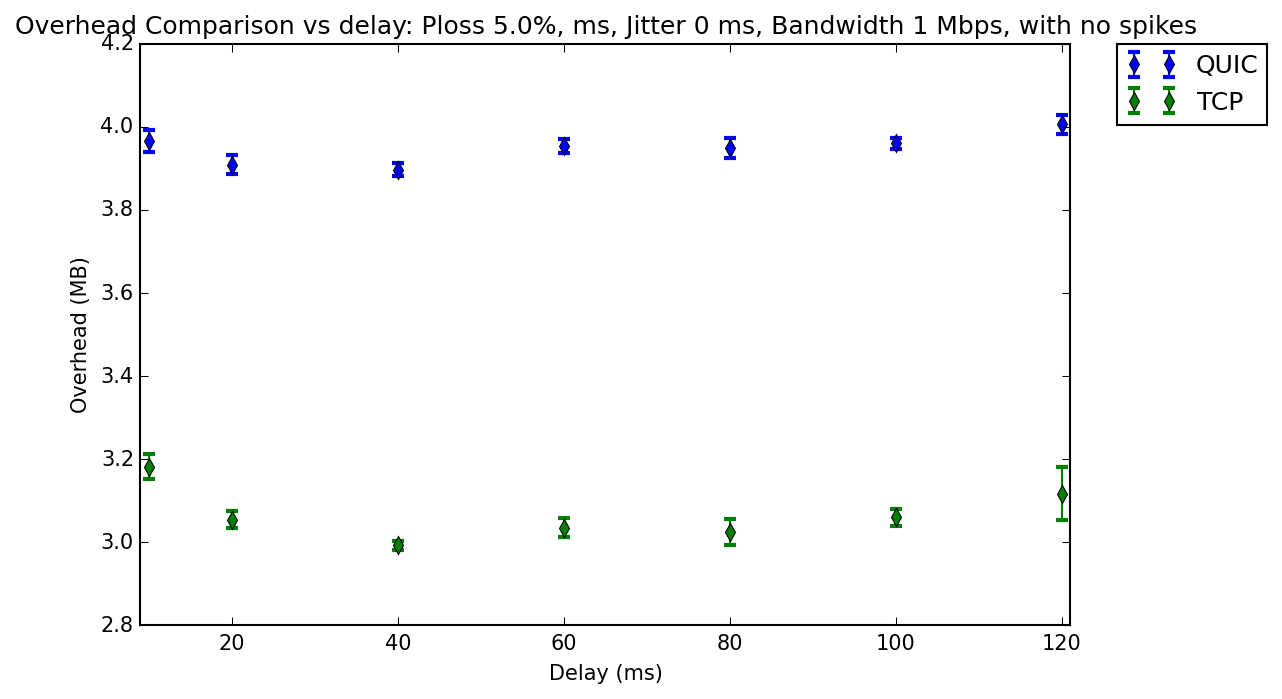 Overhead Comparison vs delay: Ploss 5.0%, ms, Jitter 0 ms, Bandwidth 1 Mbps, with no spikes
QUIC
TCP
Overhead (MB)
4.2
4.0
3.8
3.6
3.4
3.2
3.0
2.8
20 40 60 80 100 120
Delay (ms)